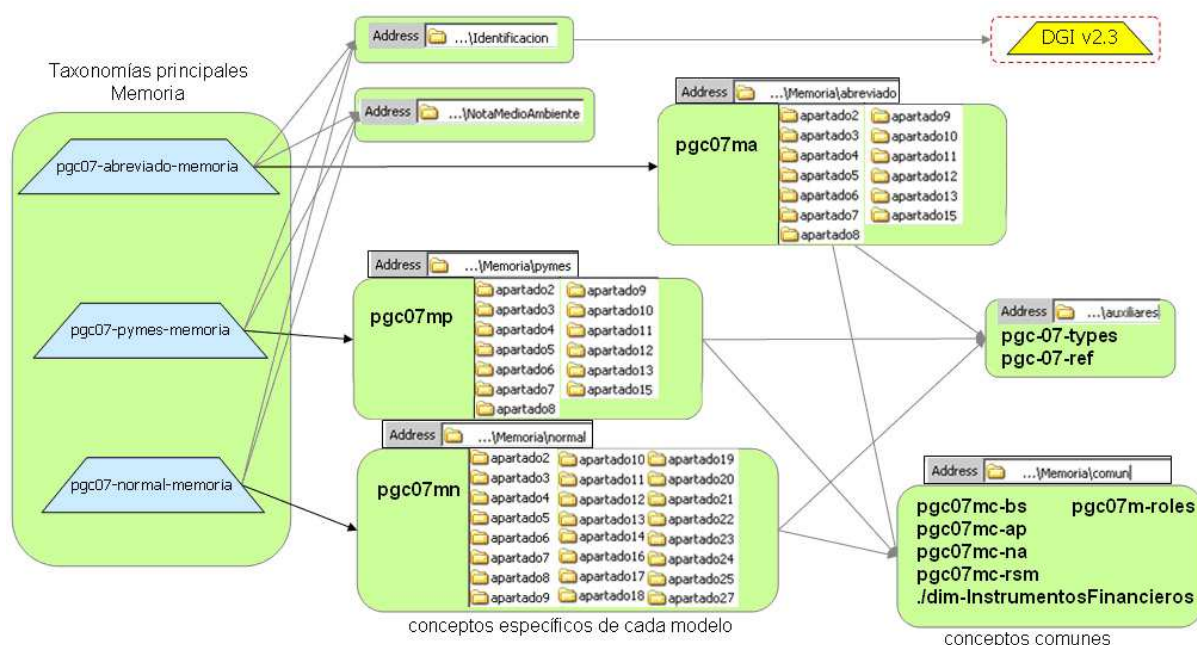 Address ...\Identificacion
DGI v2.3
Taxonomías principales
Memoria
Address ...\NotaMedioAmbiente
Address ...\Memoria\abreviado
pgc07-abreviado-memoria
pgc07ma
apartado2 apartado9
apartado3 apartado10
apartado4 apartado11
apartado5 apartado12
apartado6 apartado13
apartado7 apartado15
apartado8
Address ...\Memoria\pymes
pgc07-pymes-memoria
pgc07mp
apartado2 apartado9
apartado3 apartado10
apartado4 apartado11
apartado5 apartado12
apartado6 apartado13
apartado7 apartado15
apartado8
Address ...\auxiliares
pgc-07-types
pgc-07-ref
Address ...\Memoria\normal
pgc07-normal-memoria
pgc07mn
apartado2 apartado10 apartado19
apartado3 apartado11 apartado20
apartado4 apartado12 apartado21
apartado5 apartado13 apartado22
apartado6 apartado14 apartado23
apartado7 apartado16 apartado24
apartado8 apartado17 apartado25
apartado9 apartado18 apartado27
conceptos específicos de cada modelo
Address ...\Memoria\comun
pgc07mc-bs pgc07m-roles
pgc07mc-ap
pgc07mc-na
pgc07mc-rsm
./dim-InstrumentosFinancieros
conceptos comunes